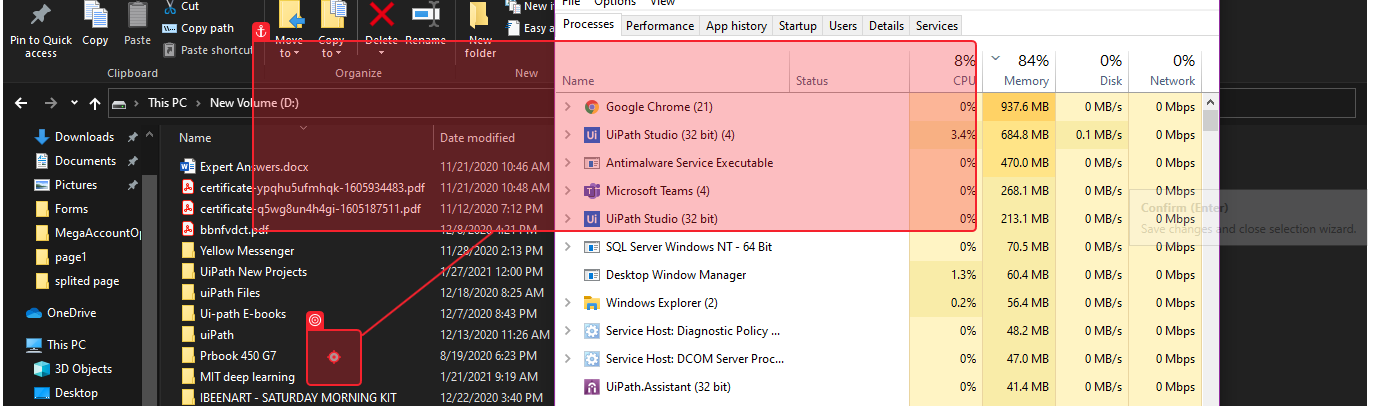 Pin to Quick access
Copy
Paste
Cut
Copy path
Paste shortcut
Clipboard
Move to
Copy to
Delete
Rename
Organize
New folder
New
Easy a
This PC > New Volume (D:)
Downloads
Documents
Pictures
Forms
MegaAccountOp
page1
splited page
OneDrive
This PC
3D Objects
Desktop
Name Date modified
Expert Answers.docx 11/21/2020 10:46 AM
certificate-ypqhu5ufmhqk-1605934483.pdf 11/21/2020 10:48 AM
certificate-q5wg8un4h4gi-1605187511.pdf 11/12/2020 7:12 PM
bbnfvdct.pdf 12/8/2020 4:21 PM
Yellow Messenger 11/28/2020 2:13 PM
UiPath New Projects 1/27/2021 12:00 PM
uiPath Files 12/18/2020 8:25 AM
Ui-path E-books 12/7/2020 8:43 PM
uiPath 12/13/2020 11:26 AM
Prbook 450 G7 8/19/2020 6:23 PM
MIT deep learning 1/21/2021 9:19 AM
IBEENART - SATURDAY MORNING KIT 12/22/2020 3:40 PM
File Options View
Processes Performance App history Startup Users Details Services
8% 84% 0% 0%
Name Status CPU Memory Disk Network
Google Chrome (21) 0% 937.6 MB 0 MB/s 0 Mbps
Ui UiPath Studio (32 bit) (4) 3.4% 684.8 MB 0.1 MB/s 0 Mbps
Antimalware Service Executable 0% 470.0 MB 0 MB/s 0 Mbps
Microsoft Teams (4) 0% 268.1 MB 0 MB/s 0 Mbps
Ui UiPath Studio (32 bit) 0% 213.1 MB 0 MB/s 0 Mbps
SQL Server Windows NT - 64 Bit 0% 70.5 MB 0 MB/s 0 Mbps
Desktop Window Manager 1.3% 60.4 MB 0 MB/s 0 Mbps
Windows Explorer (2) 0.2% 56.4 MB 0 MB/s 0 Mbps
Service Host: Diagnostic Policy ... 0% 48.2 MB 0 MB/s 0 Mbps
Service Host: DCOM Server Proc... 0% 47.0 MB 0 MB/s 0 Mbps
UiPath.Assistant (32 bit) 0% 41.4 MB 0 MB/s 0 Mbps
Confirm (Enter)
Save changes and close selection wizard.